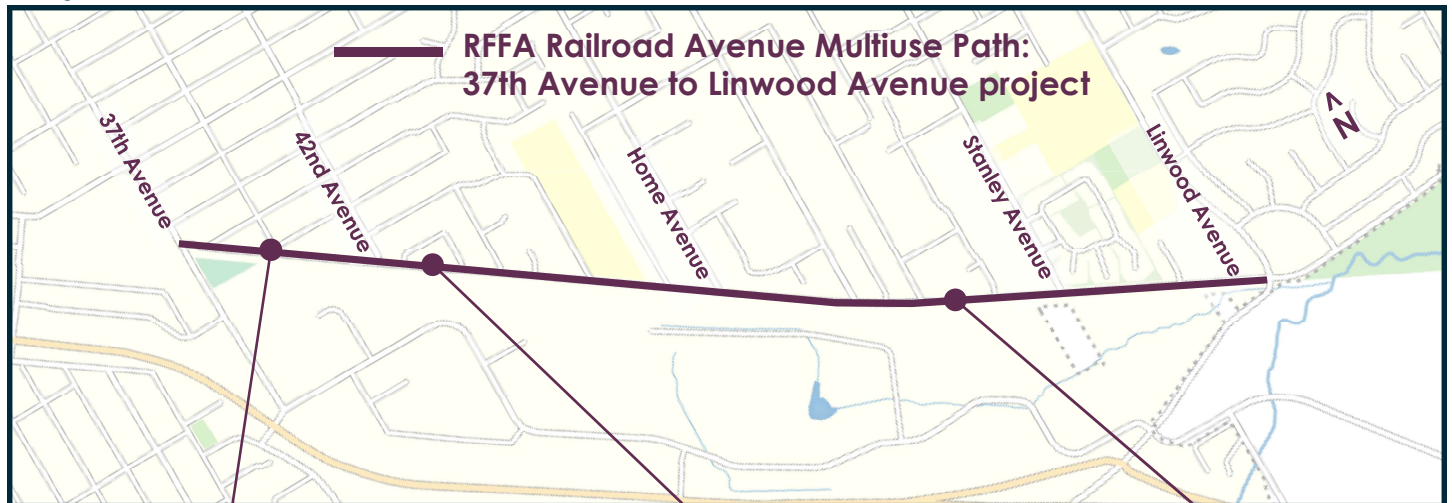 RFFA Railroad Avenue Multiuse Path:
37th Avenue to Linwood Avenue project
37th Avenue
42nd Avenue
Home Avenue
Stanley Avenue
Linwood Avenue
N